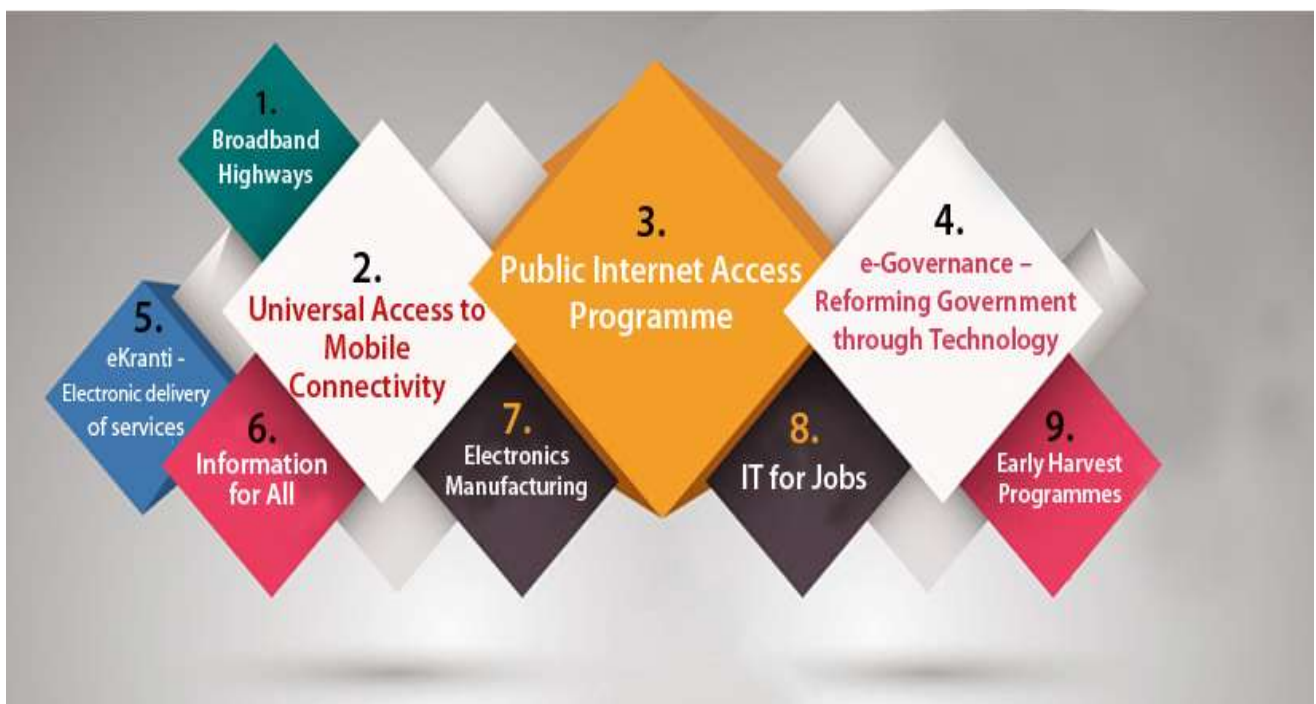 1.
Broadband
Highways
2.
Universal Access to
Mobile
Connectivity
3.
Public Internet Access
Programme
4.
e-Governance –
Reforming Government
through Technology
5.
eKranti -
Electronic delivery
of services
6.
Information
for All
7.
Electronics
Manufacturing
8.
IT for Jobs
9.
Early Harvest
Programmes